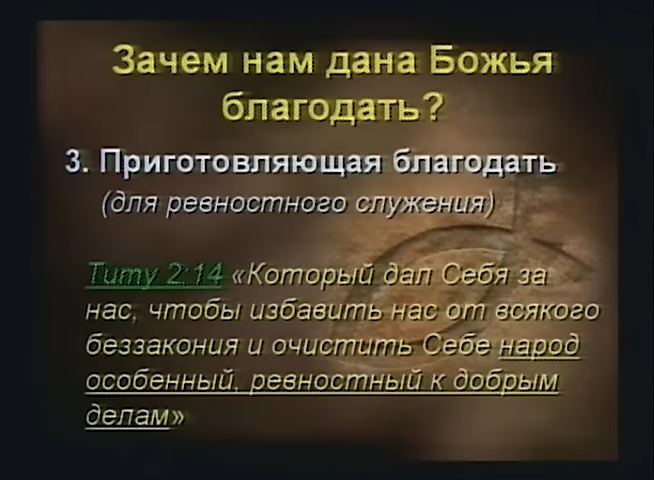 Зачем нам дана Божья
благодать?
3. Приготовляющая благодать
(для ревностного служения)
Титу 2:14 «Который дал Себя за
нас, чтобы избавить нас от всякого
беззакония и очистить Себе народ
особенный, ревностный к добрым
делам»